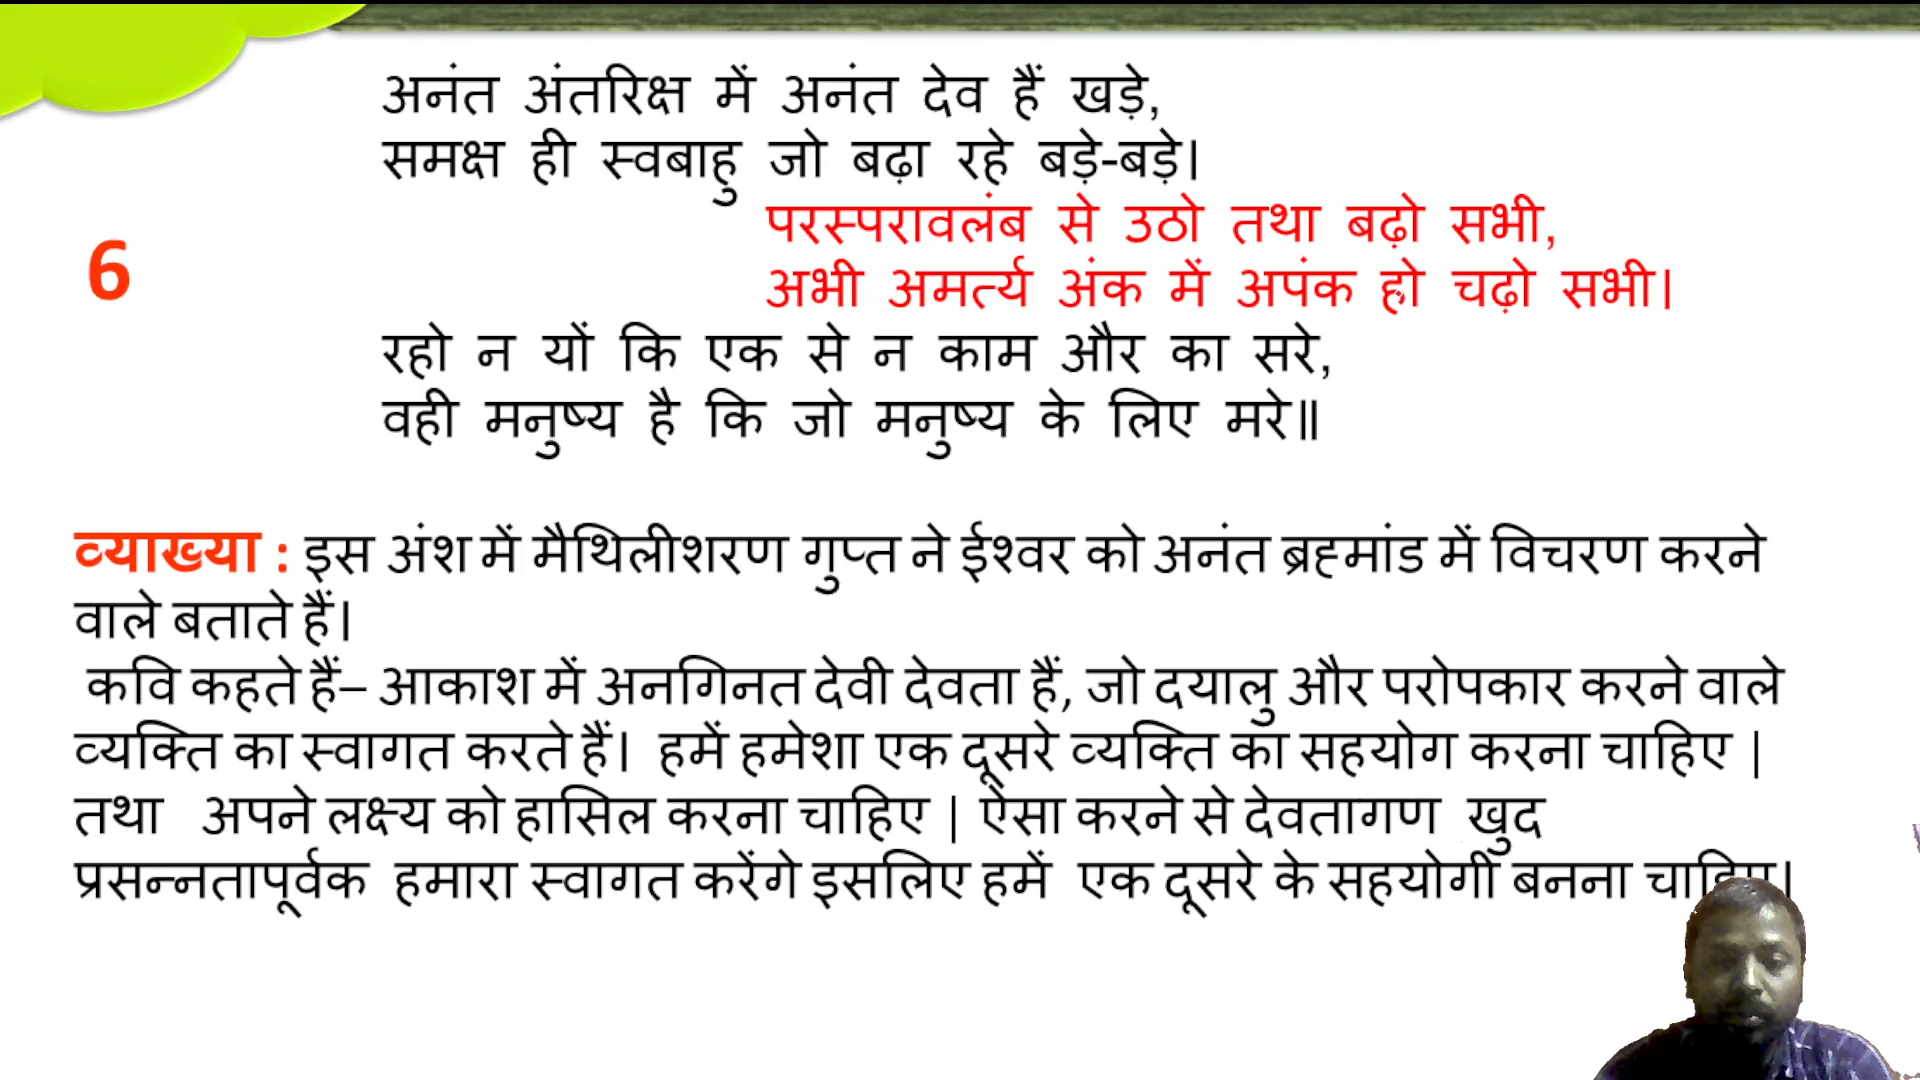 अनंत अंतरिक्ष में अनंत देव हैं खड़े,
समक्ष ही स्वबाहु जो बढ़ा रहे बड़े-बड़े।
परस्परावलंब से उठो तथा बढ़ो सभी,
6
अभी अमर्त्य अंक में अपंक हो चढ़ो सभी।
रहो न यों कि एक से न काम और का सरे,
वही मनुष्य है कि जो मनुष्य के लिए मरे॥
व्याख्या : इस अंश में मैथिलीशरण गुप्त ने ईश्वर को अनंत ब्रह्मांड में विचरण करने
वाले बताते हैं।
कवि कहते हैं– आकाश में अनगिनत देवी देवता हैं, जो दयालु और परोपकार करने वाले
व्यक्ति का स्वागत करते हैं। हमें हमेशा एक दूसरे व्यक्ति का सहयोग करना चाहिए |
तथा अपने लक्ष्य को हासिल करना चाहिए | ऐसा करने से देवतागण खुद
प्रसन्नतापूर्वक हमारा स्वागत करेंगे इसलिए हमें एक दूसरे के सहयोगी बनना चाहिए।